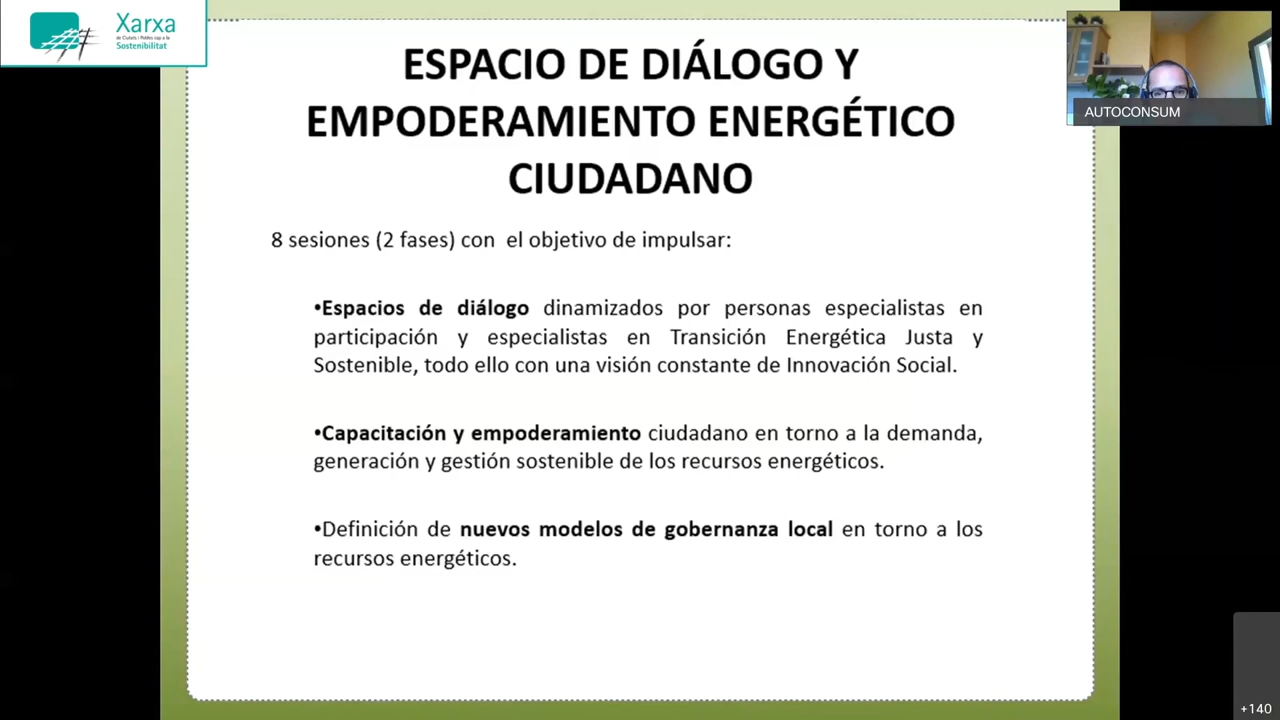 Xarxa
de Ciutats i Pobles cap a la
Sostenibilitat
ESPACIO DE DIÁLOGO Y
EMPODERAMIENTO ENERGÉTICO
CIUDADANO
AUTOCONSUM
8 sesiones (2 fases) con el objetivo de impulsar:
•Espacios de diálogo dinamizados por personas especialistas en
participación y especialistas en Transición Energética Justa y
Sostenible, todo ello con una visión constante de Innovación Social.
•Capacitación y empoderamiento ciudadano en torno a la demanda,
generación y gestión sostenible de los recursos energéticos.
•Definición de nuevos modelos de gobernanza local en torno a los
recursos energéticos.
+140